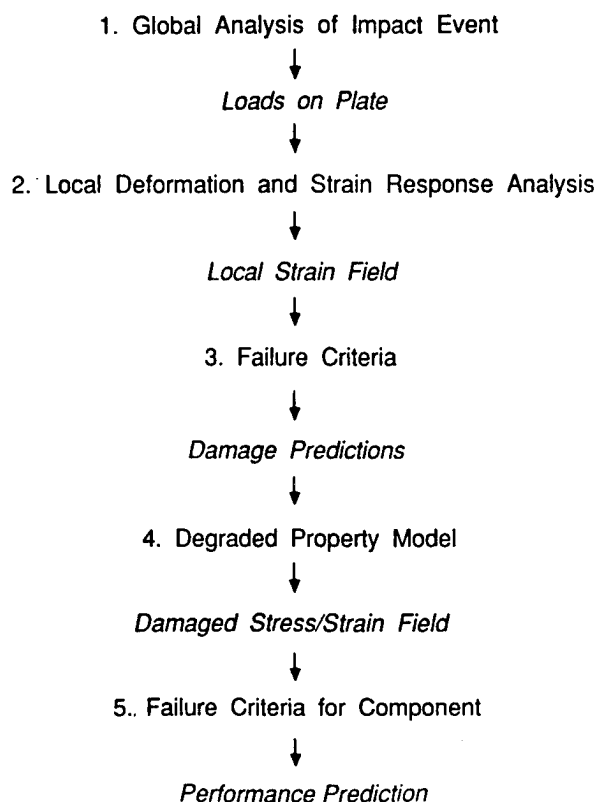 1. Global Analysis of Impact Event
Loads on Plate
2. Local Deformation and Strain Response Analysis
Local Strain Field
3. Failure Criteria
Damage Predictions
4. Degraded Property Model
Damaged Stress/Strain Field
5.. Failure Criteria for Component
Performance Prediction